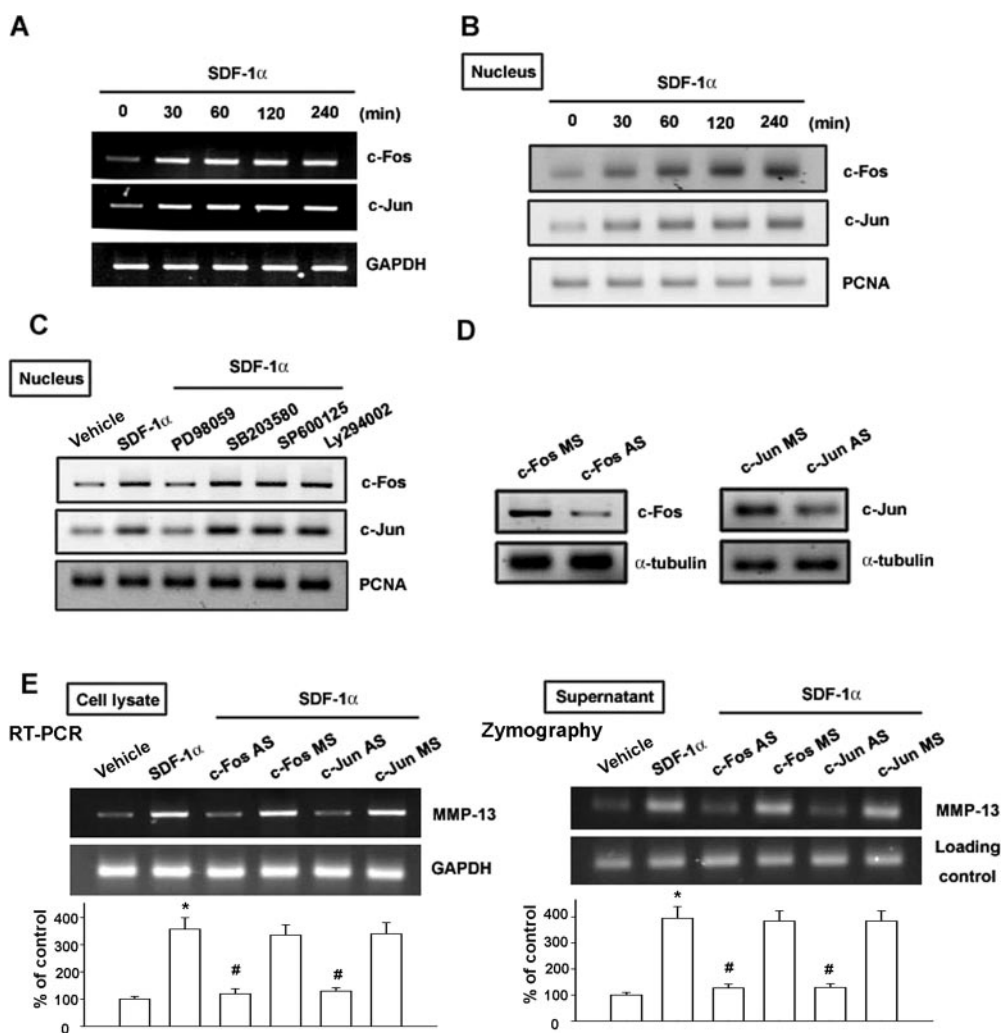 A
SDF-1α
0 30 60 120 240 (min)
c-Fos
c-Jun
GAPDH
B
Nucleus
SDF-1α
0 30 60 120 240 (min)
c-Fos
c-Jun
PCNA
C
Nucleus
SDF-1α
Vehicle SDF-1α PD98059 SB203580 SP600125 Ly294002
c-Fos
c-Jun
PCNA
D
c-Fos MS c-Fos AS
c-Fos
α-tubulin
c-Jun MS c-Jun AS
c-Jun
α-tubulin
E
Cell lysate
SDF-1α
RT-PCR
Vehicle SDF-1α c-Fos AS c-Fos MS c-Jun AS c-Jun MS
MMP-13
GAPDH
% of control
400
300
200
100
0
* # #
Supernatant
SDF-1α
Zymography
Vehicle SDF-1α c-Fos AS c-Fos MS c-Jun AS c-Jun MS
MMP-13
Loading
control
% of control
400
300
200
100
0
* # #